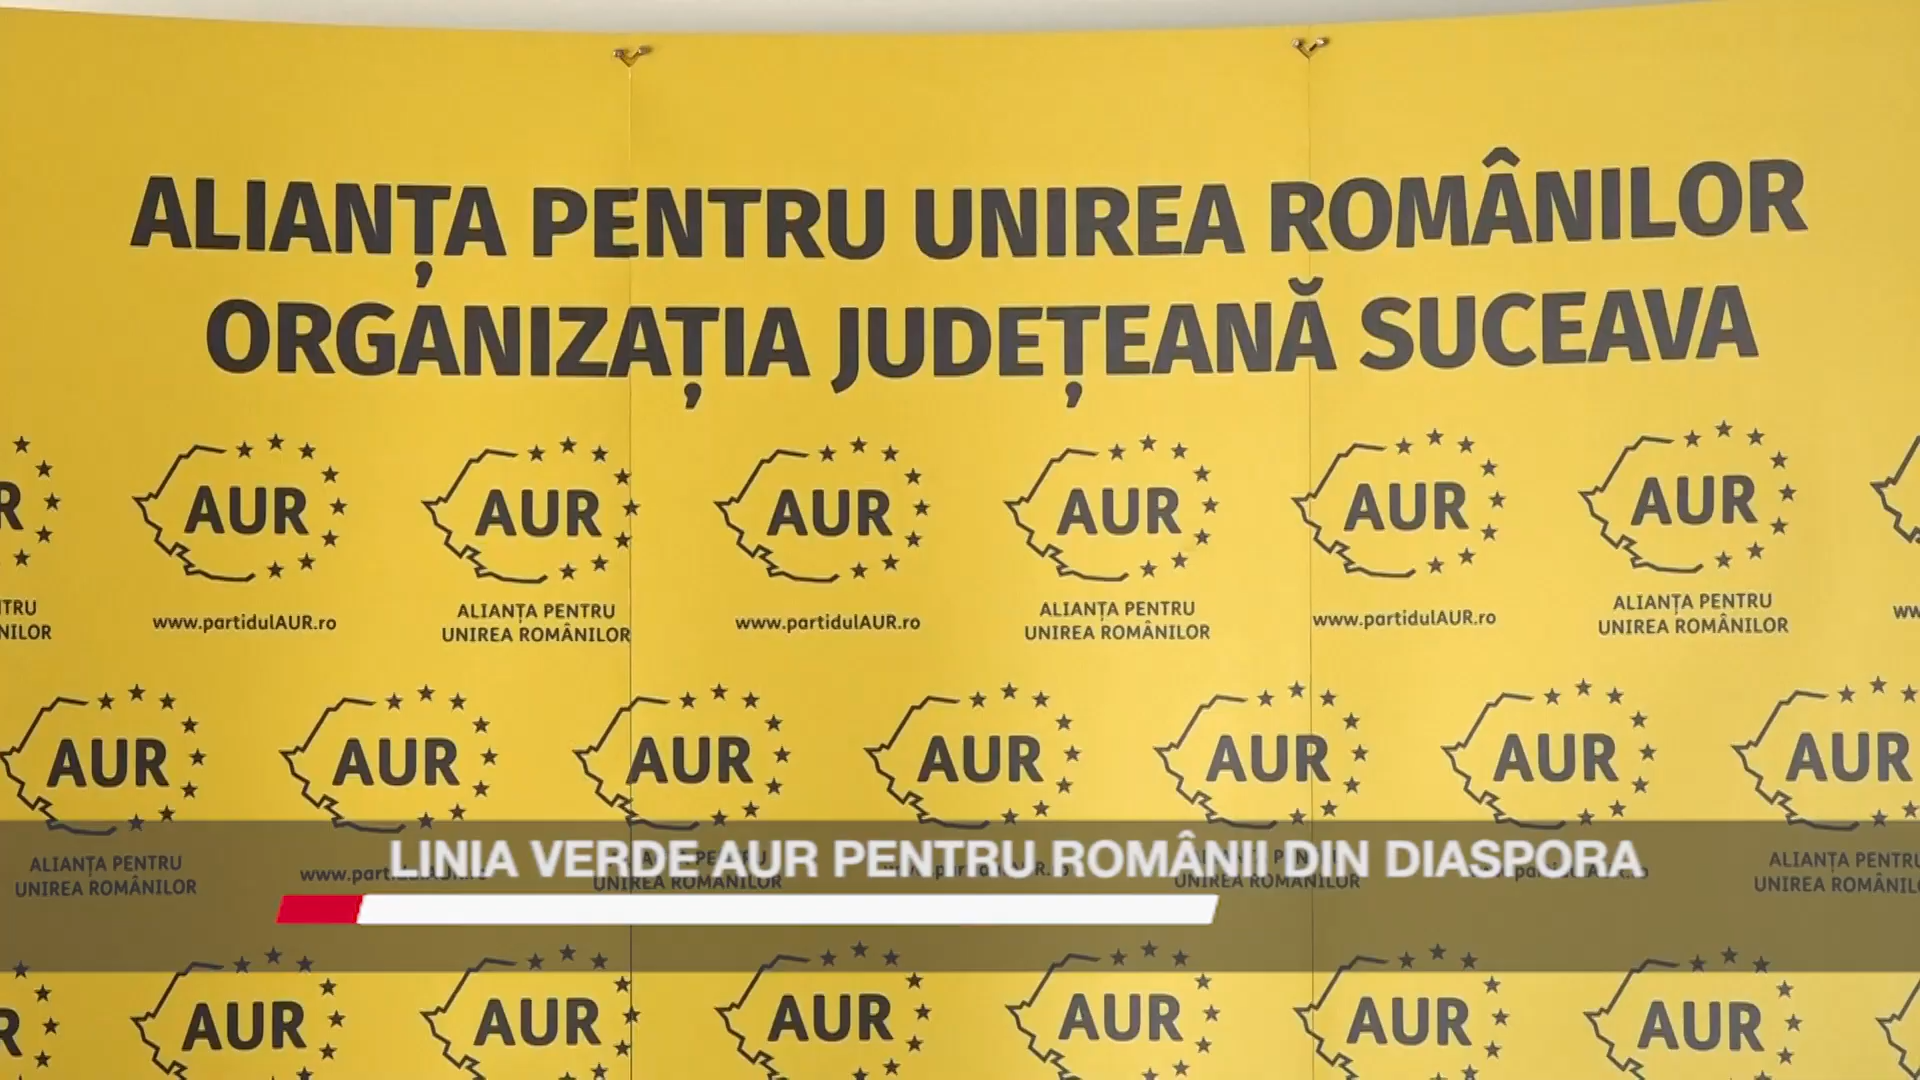 ALIANȚA PENTRU UNIREA ROMÂNILOR
ORGANIZAȚIA JUDEȚEANĂ SUCEAVA
AUR AUR AUR AUR AUR AUR
www.partidulAUR.ro
ALIANȚA PENTRU
UNIREA ROMÂNILOR
www.partidulAUR.ro
ALIANȚA PENTRU
UNIREA ROMÂNILOR
www.partidulAUR.ro
ALIANȚA PENTRU
UNIREA ROMÂNILOR
AUR AUR AUR AUR AUR AUR AUR
LINIA VERDE AUR PENTRU ROMÂNII DIN DIASPORA
ALIANȚA PENTRU
UNIREA ROMÂNILOR
UNIREA ROMÂNILOR
UNIREA ROMÂNILOR
ALIANȚA PENTRU
AUR AUR AUR AUR AUR AUR